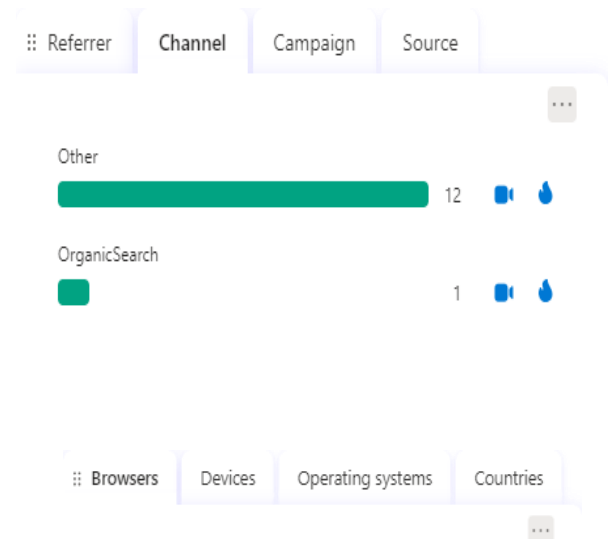 Referrer Channel Campaign Source
Other
12
OrganicSearch
1
Browsers Devices Operating systems Countries